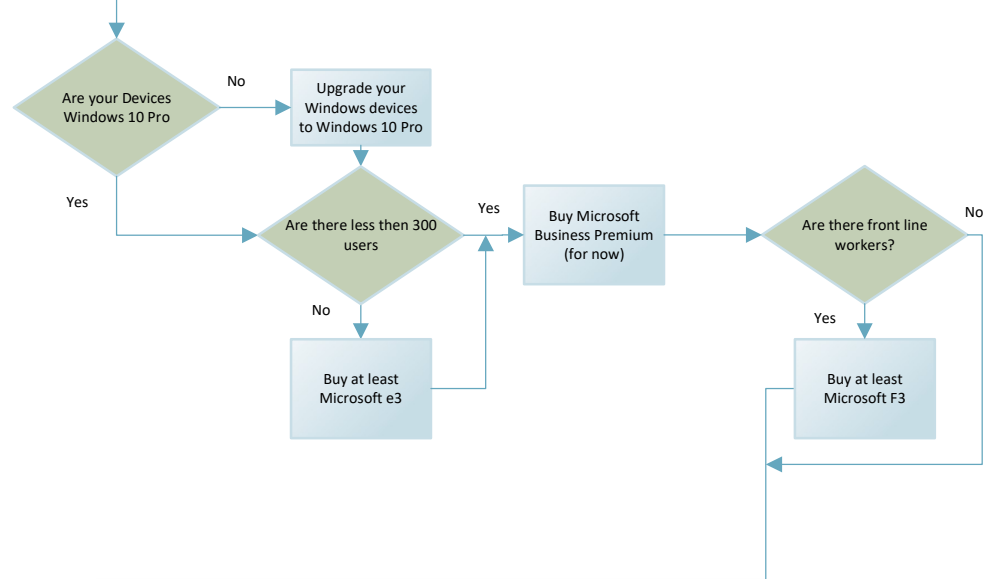 Are your Devices
Windows 10 Pro
No
Upgrade your
Windows devices
to Windows 10 Pro
Yes
Are there less then 300
users
Yes
Buy Microsoft
Business Premium
(for now)
Are there front line
workers?
No
No
Buy at least
Microsoft e3
Yes
Buy at least
Microsoft F3